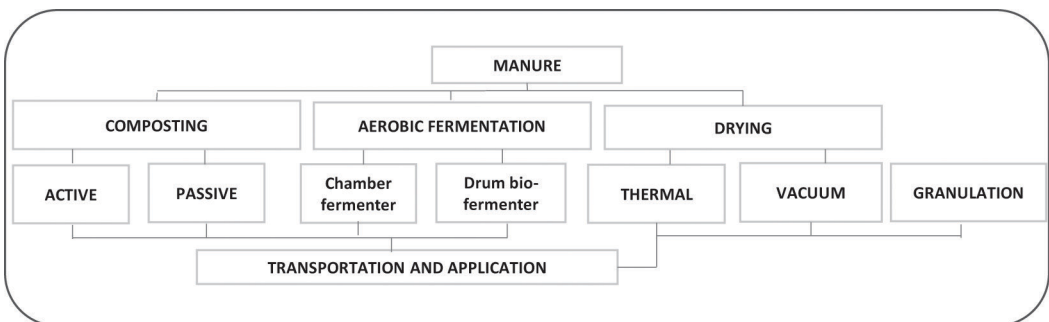 MANURE
COMPOSTING
AEROBIC FERMENTATION
DRYING
ACTIVE
PASSIVE
Chamber
fermenter
Drum bio-
fermenter
THERMAL
VACUUM
GRANULATION
TRANSPORTATION AND APPLICATION